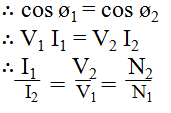 ∴ cos ø₁ = cos ø₂
∴ V₁ I₁ = V₂ I₂
∴ I₁/I₂ = V₂/V₁ = N₂/N₁